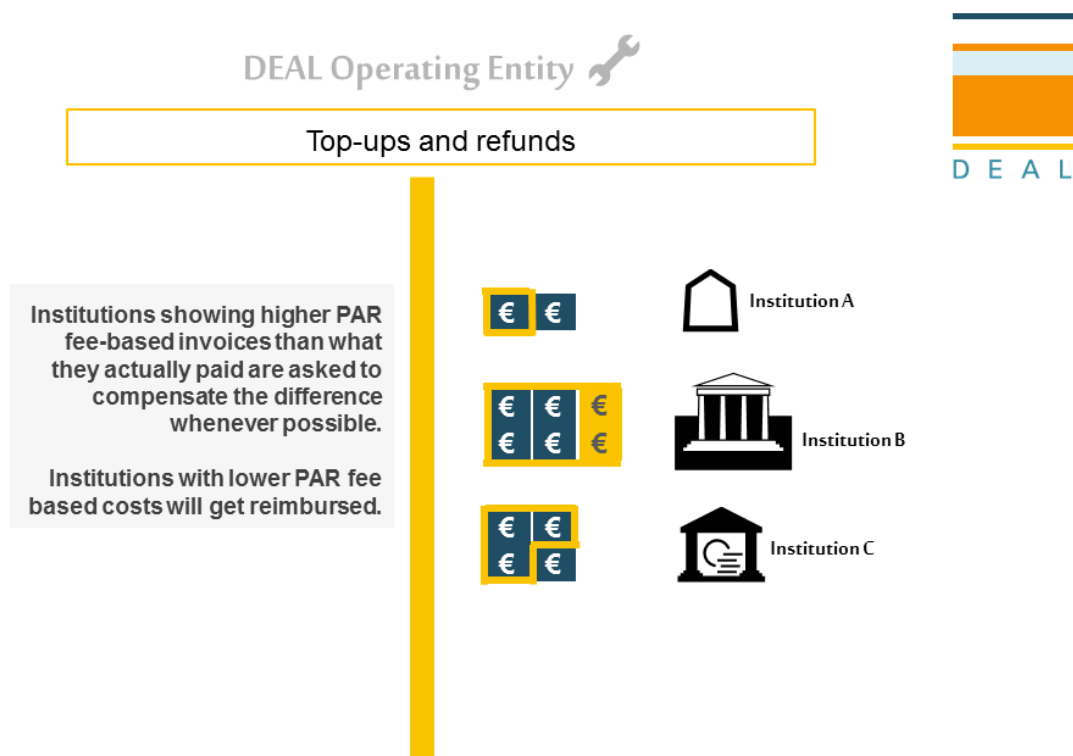 DEAL Operating Entity
Top-ups and refunds
D E A L
Institutions showing higher PAR
fee-based invoices than what
they actually paid are asked to
compensate the difference
whenever possible.
Institutions with lower PAR fee
based costs will get reimbursed.
€ €
Institution A
€ € €
€ € €
Institution B
€ €
€ €
Institution C